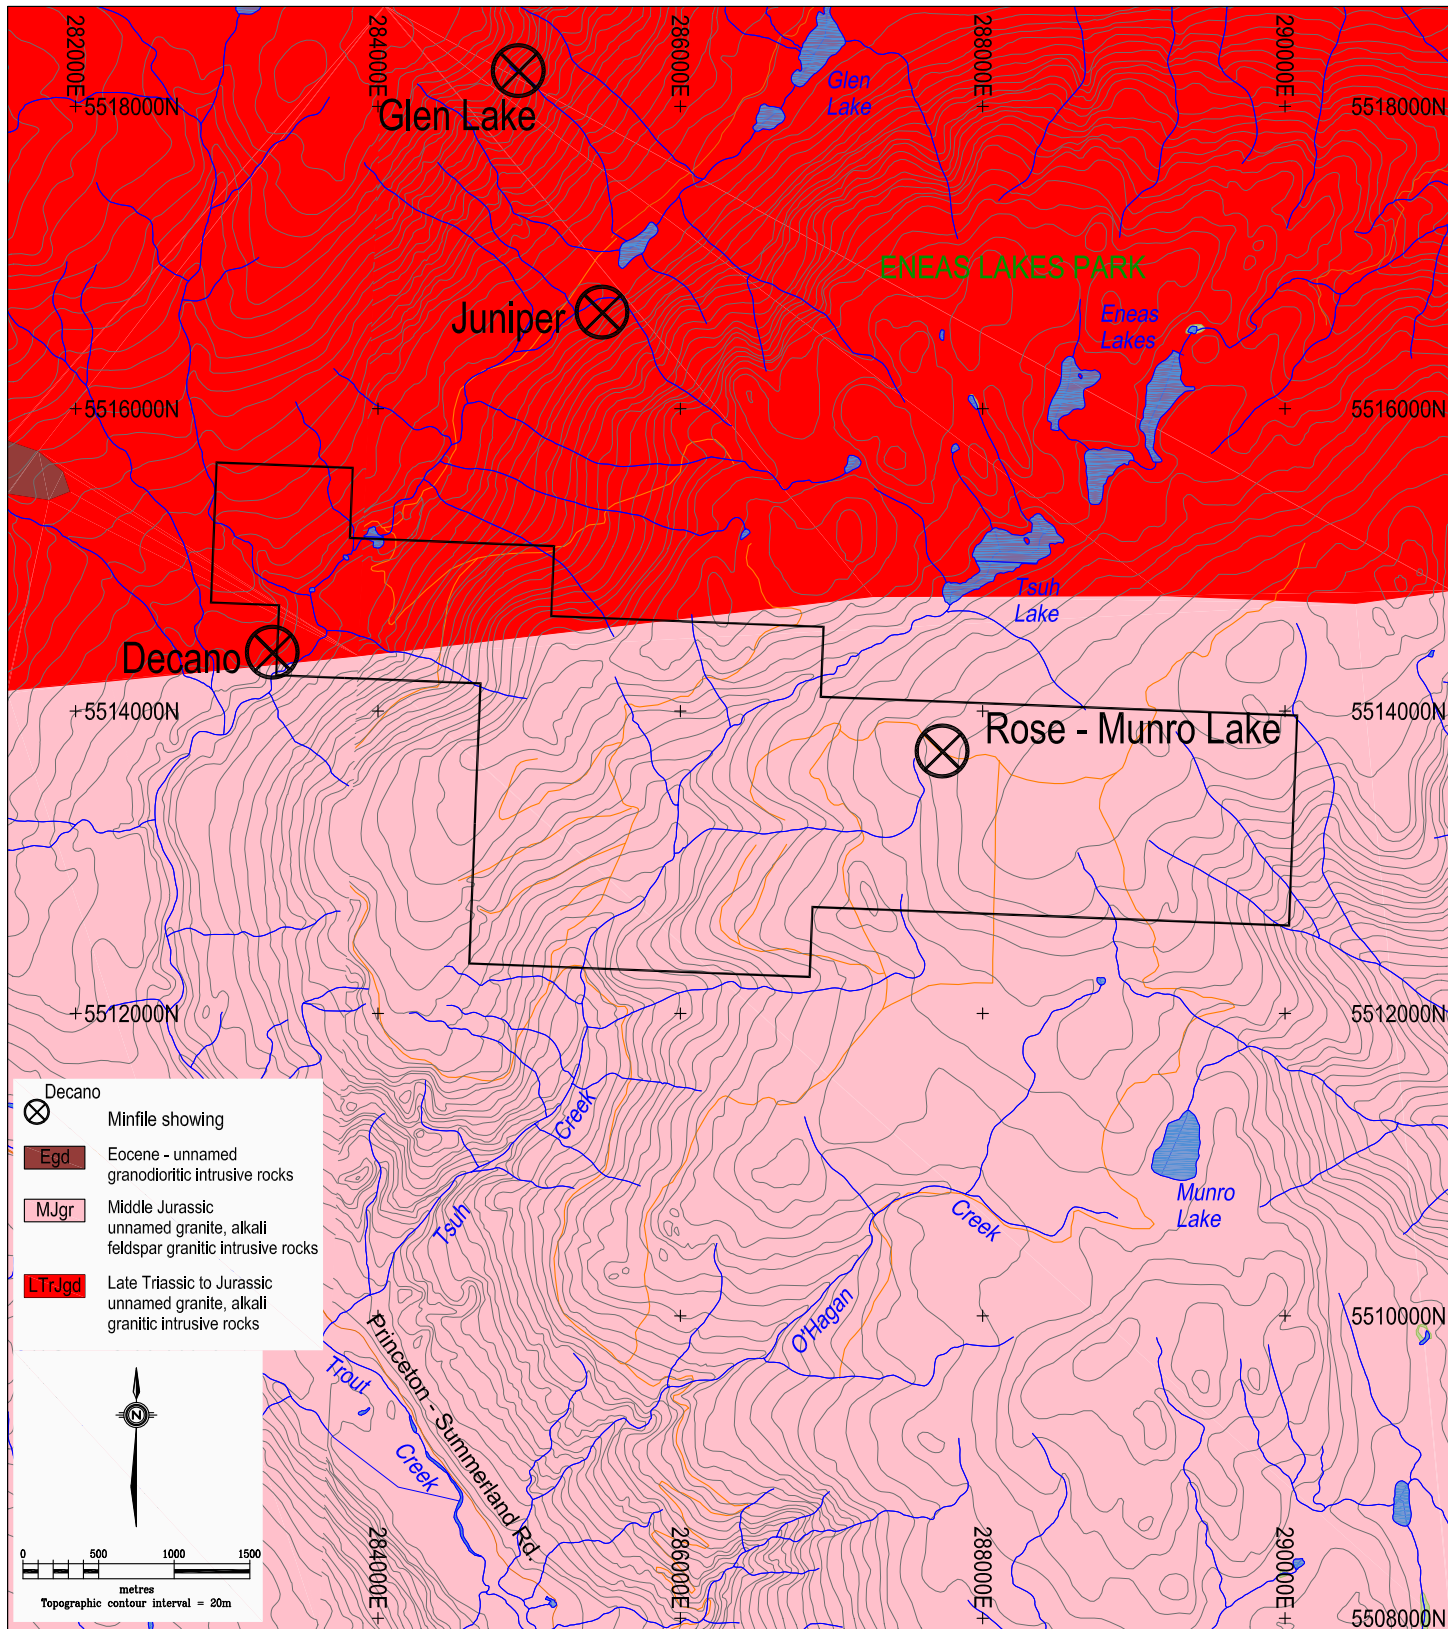 282000E
284000E
286000E
288000E
290000E
5518000N
5518000N
Glen Lake
Glen
Lake
ENEAS LAKES PARK
Juniper
Eneas
Lakes
5516000N
5516000N
Tsuh
Lake
Decano
5514000N
5514000N
Rose - Munro Lake
5512000N
5512000N
Creek
Tsuh
Munro
Lake
Creek
O'Hagan
5510000N
Princeton - Summerland Rd.
Trout
Creek
Decano
Minfile showing
Egd
Eocene - unnamed
granodioritic intrusive rocks
MJgr
Middle Jurassic
unnamed granite, alkali
feldspar granitic intrusive rocks
LTrJgd
Late Triassic to Jurassic
unnamed granite, alkali
granitic intrusive rocks
N
0 500 1000 1500
metres
Topographic contour interval = 20m
284000E
286000E
288000E
290000E
5508000N